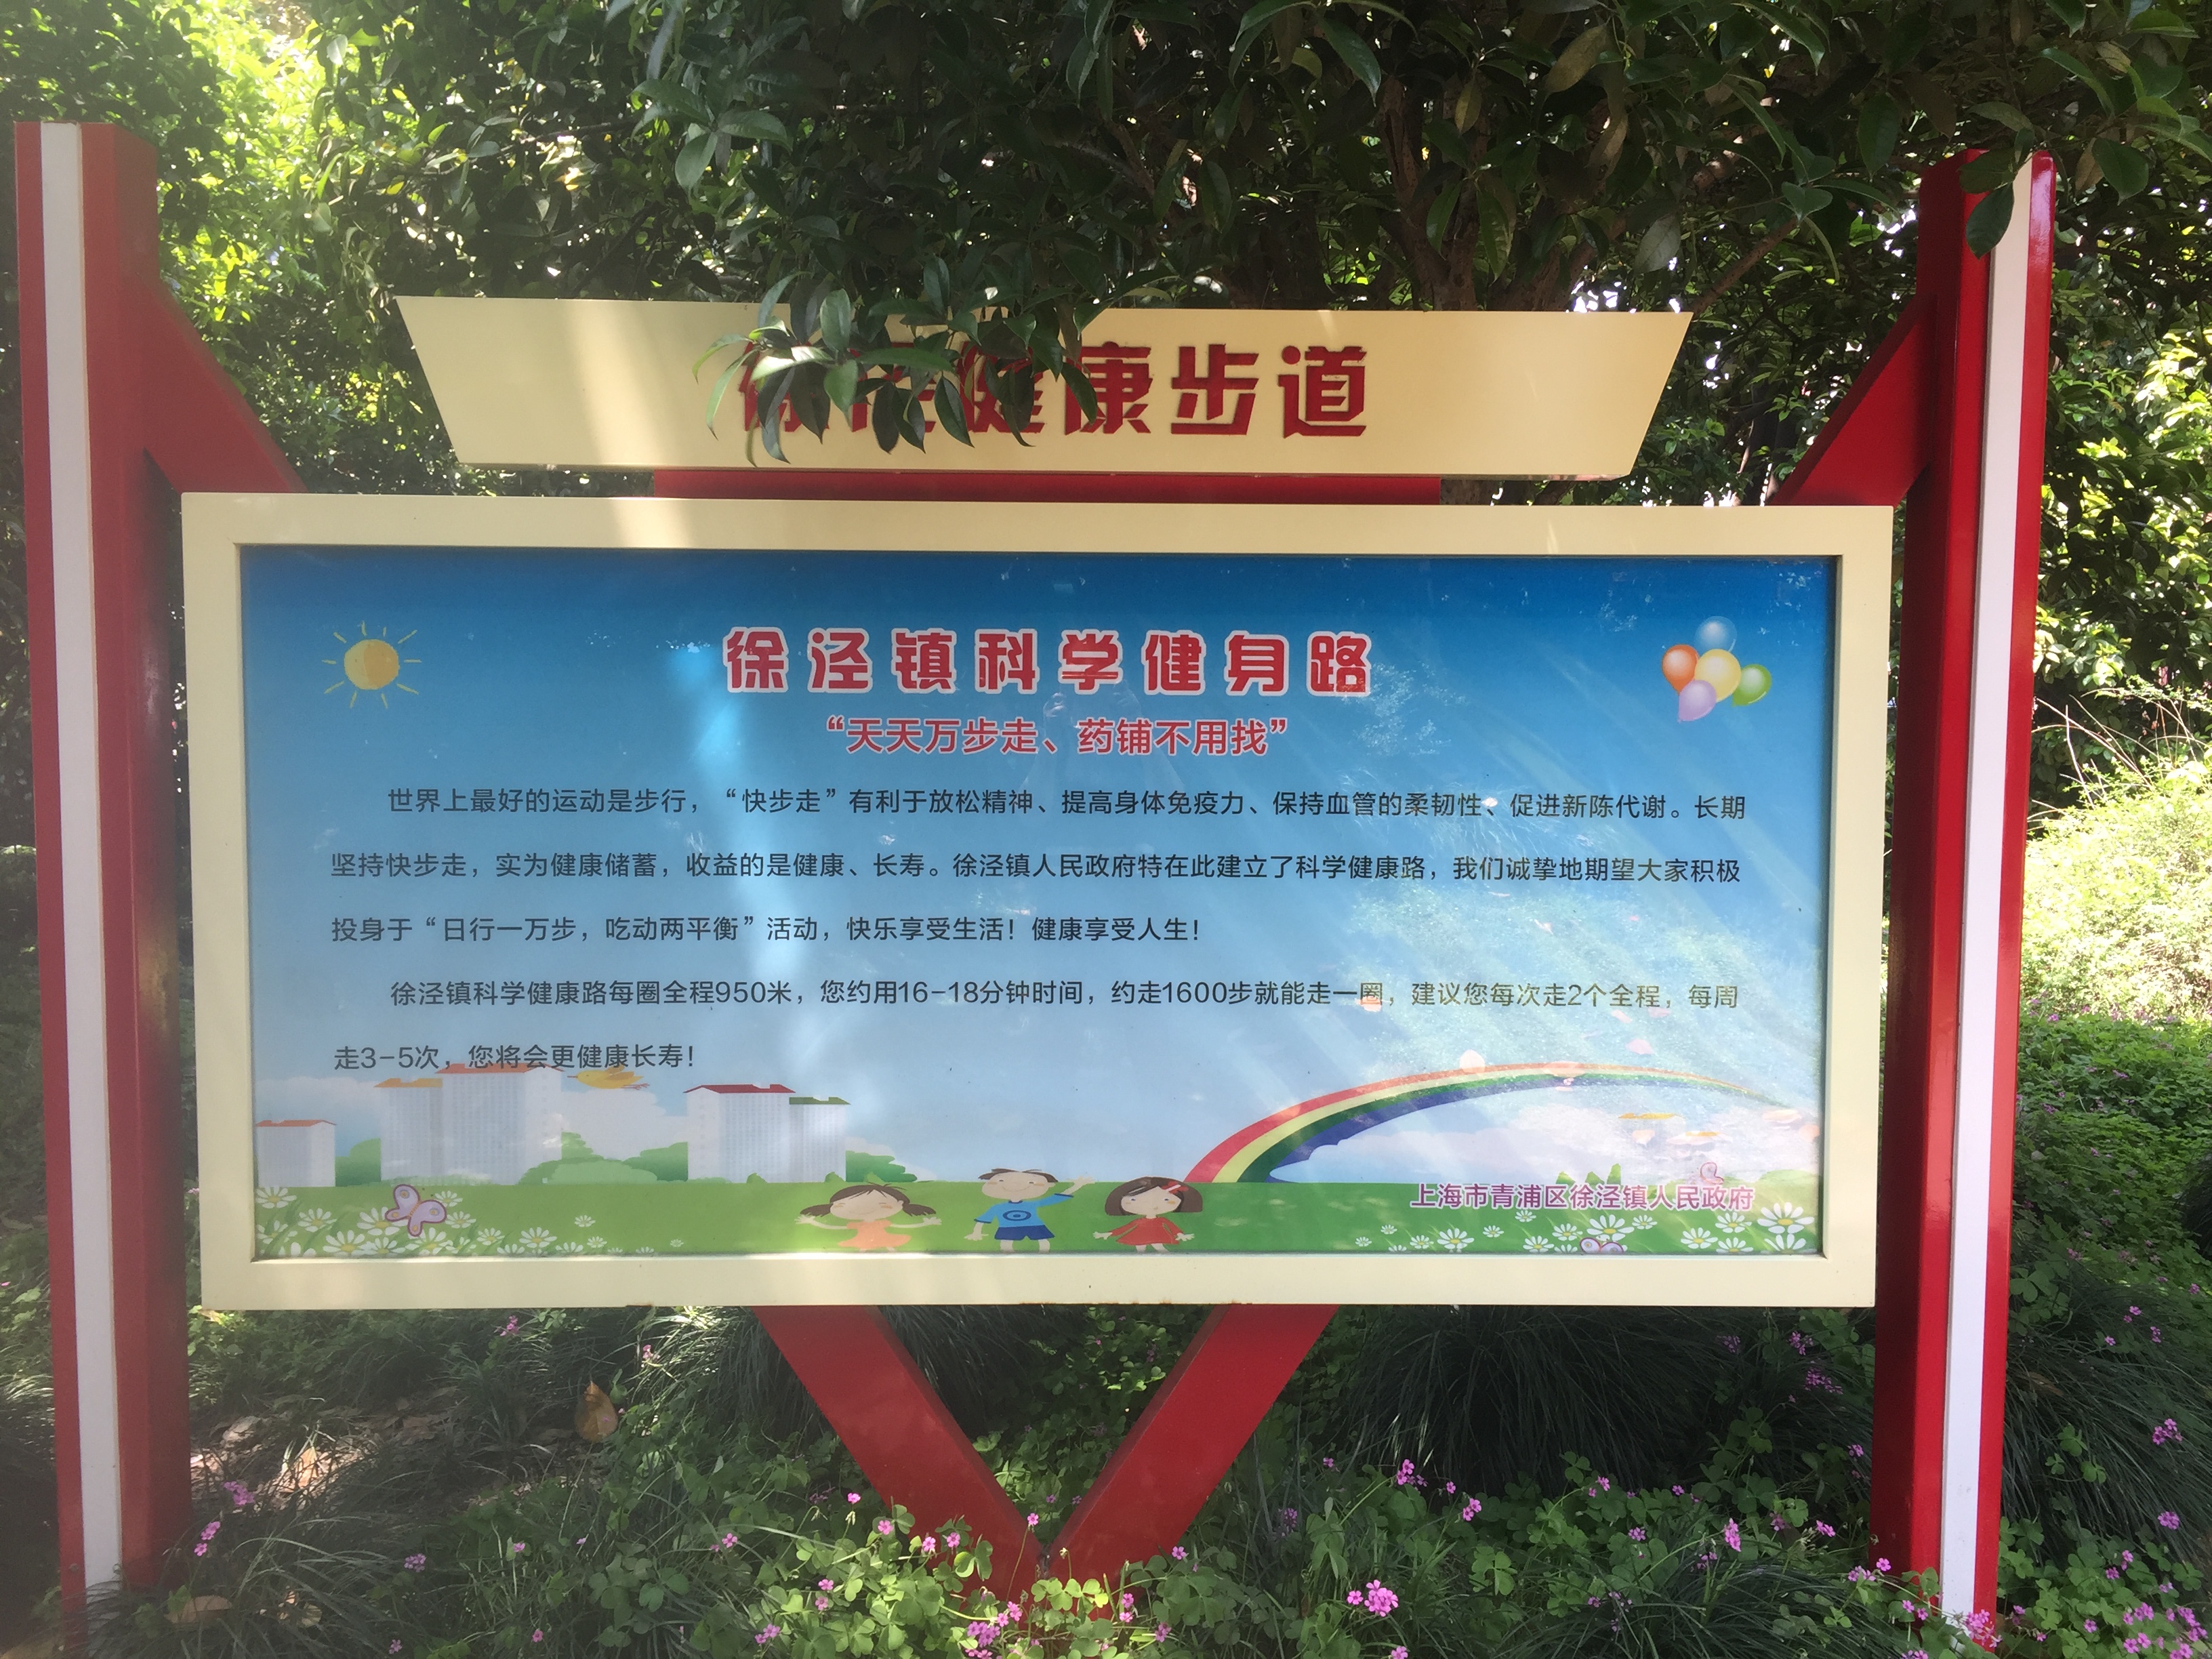 徐泾健康步道
徐泾镇科学健身路
“天天万步走、药铺不用找”
世界上最好的运动是步行，“快步走”有利于放松精神、提高身体免疫力、保持血管的柔韧性、促进新陈代谢。长期
坚持快步走，实为健康储蓄，收益的是健康、长寿。徐泾镇人民政府特在此建立了科学健康路，我们诚挚地期望大家积极
投身于“日行一万步，吃动两平衡”活动，快乐享受生活！健康享受人生！
徐泾镇科学健康路每圈全程950米，您约用16-18分钟时间，约走1600步就能走一圈，建议您每次走2个全程，每周
走3-5次，您将会更健康长寿！
上海市青浦区徐泾镇人民政府